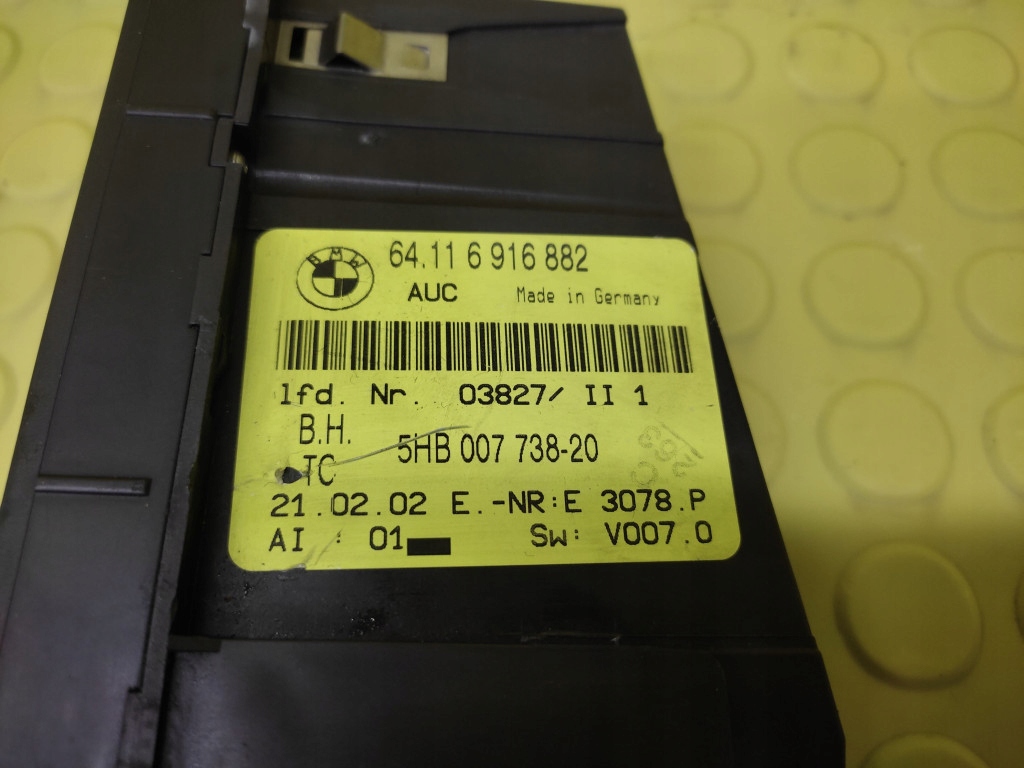 BMW
64.11 6 916 882
AUC Made in Germany
lfd. Nr. 03827/ II 1
B.H.
TC 5HB 007 738-20
21.02.02 E.-NR:E 3078.P
AI : 01 Sw: V007.0